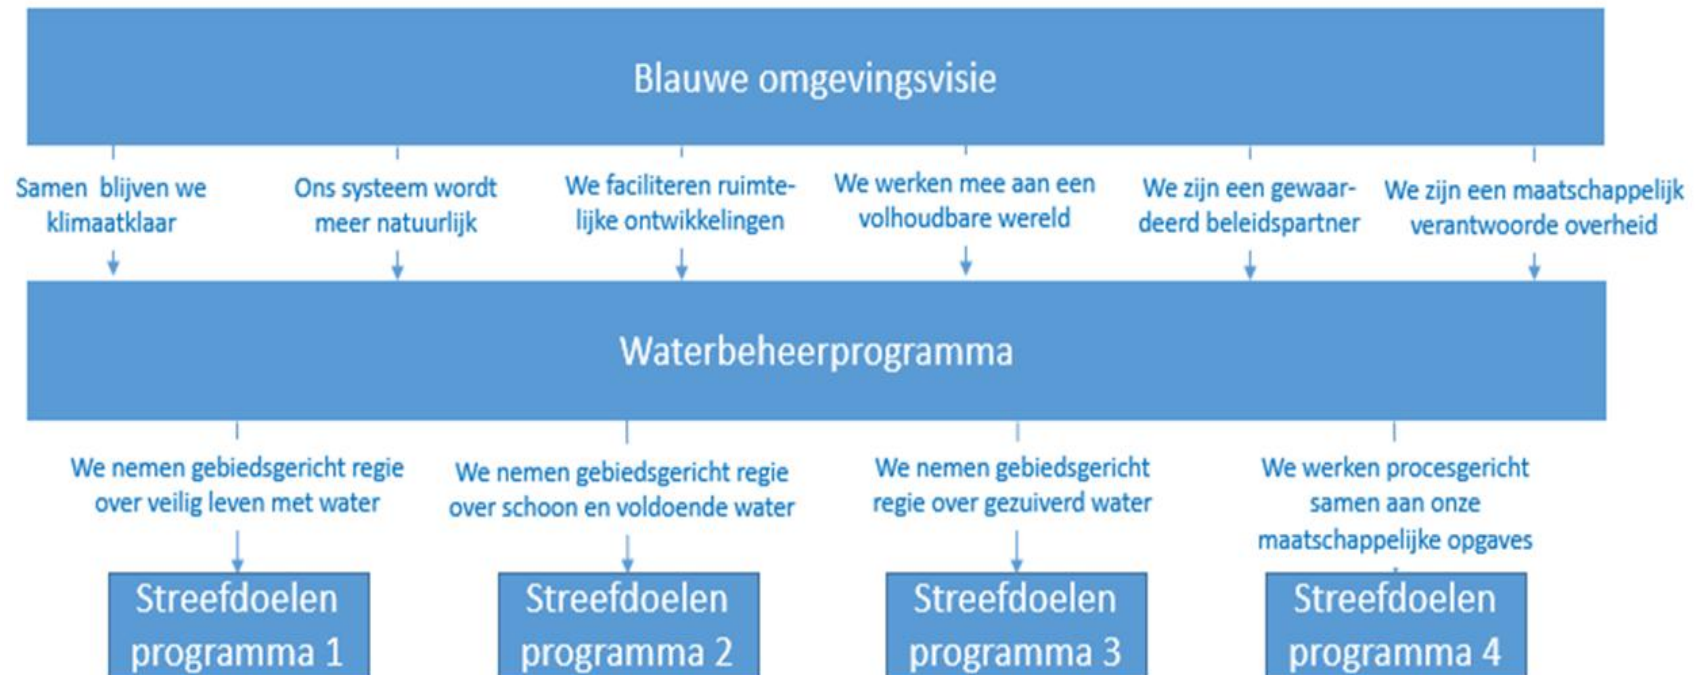 Blauwe omgevingsvisie
Samen blijven we
klimaatklaar
Ons systeem wordt
meer natuurlijk
We faciliteren ruimte-
lijke ontwikkelingen
We werken mee aan een
volhoudbare wereld
We zijn een gewaar-
deerd beleidspartner
We zijn een maatschappelijk
verantwoorde overheid
Waterbeheerprogramma
We nemen gebiedsgericht regie
over veilig leven met water
We nemen gebiedsgericht regie
over schoon en voldoende water
We nemen gebiedsgericht
regie over gezuiverd water
We werken procesgericht
samen aan onze
maatschappelijke opgaves
Streefdoelen
programma 1
Streefdoelen
programma 2
Streefdoelen
programma 3
Streefdoelen
programma 4